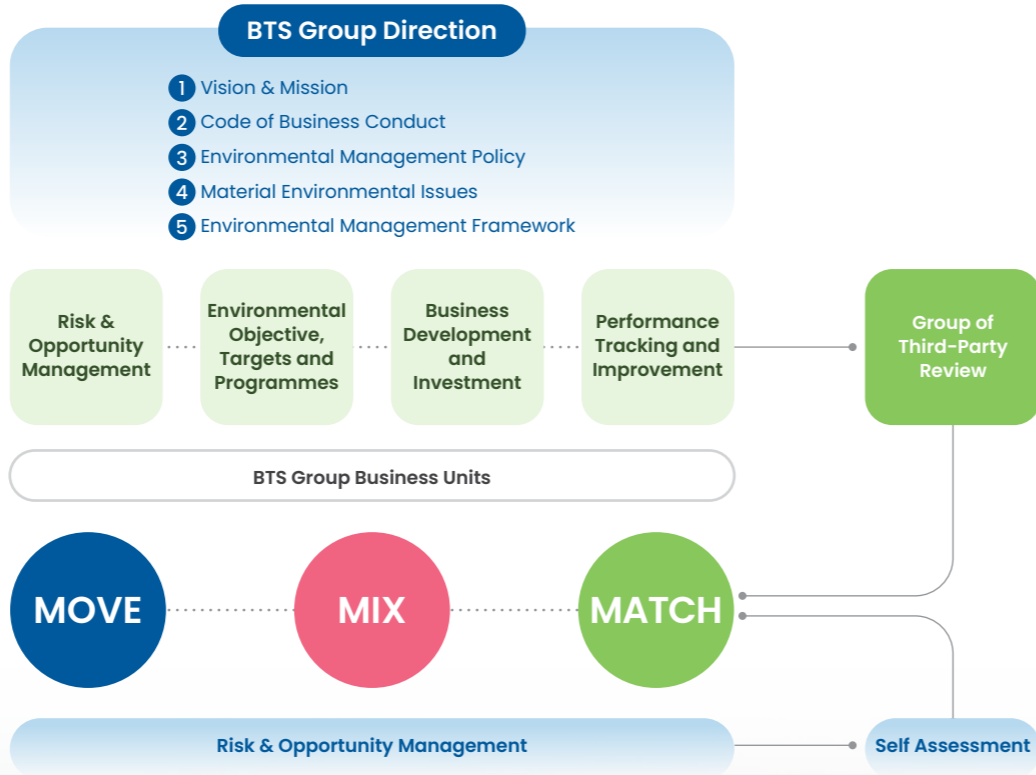 BTS Group Direction
1 Vision & Mission
2 Code of Business Conduct
3 Environmental Management Policy
4 Material Environmental Issues
5 Environmental Management Framework
Risk &
Opportunity
Management
Environmental
Objective,
Targets and
Programmes
Business
Development
and
Investment
Performance
Tracking and
Improvement
Group of
Third-Party
Review
BTS Group Business Units
MOVE
MIX
MATCH
Risk & Opportunity Management
Self Assessment